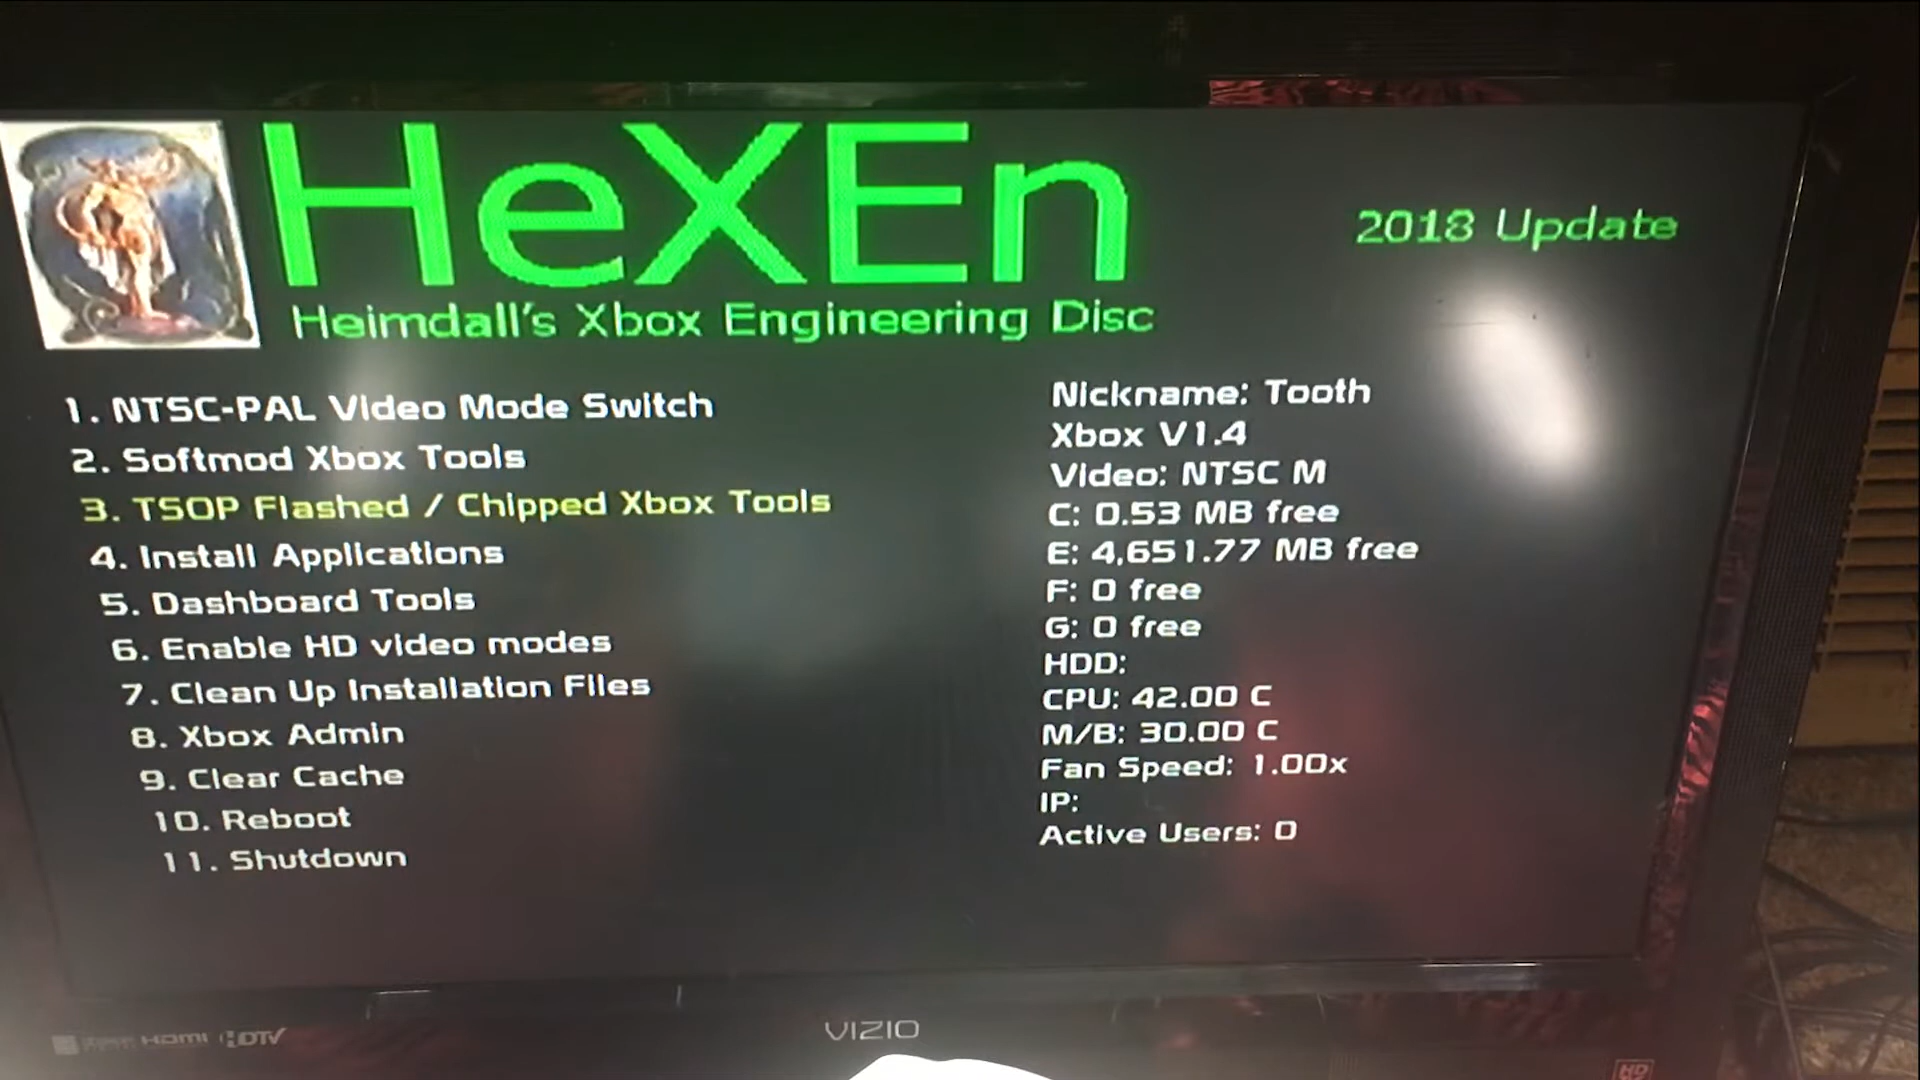 HeXEn
2018 Update
Heimdall's Xbox Engineering Disc
1. NTSC-PAL Video Mode Switch
2. Softmod Xbox Tools
3. TSOP Flashed / Chipped Xbox Tools
4. Install Applications
5. Dashboard Tools
6. Enable HD video modes
7. Clean Up Installation Files
8. Xbox Admin
9. Clear Cache
10. Reboot
11. Shutdown
Nickname: Tooth
Xbox V1.4
Video: NTSC M
C: 0.53 MB free
E: 4,651.77 MB free
F: 0 free
G: 0 free
HDD:
CPU: 42.00 C
M/B: 30.00 C
Fan Speed: 1.00x
IP:
Active Users: 0
HDMI HDTV
VIZIO
HD